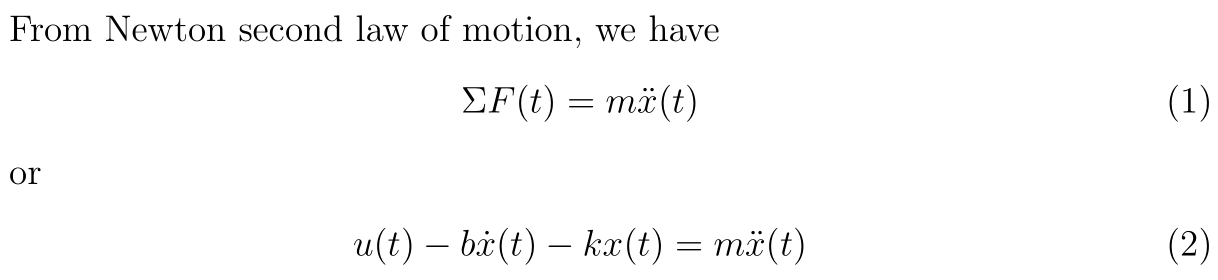 From Newton second law of motion, we have
ΣF(t) = mẍ(t) (1)
or
u(t) − bẋ(t) − kx(t) = mẍ(t) (2)